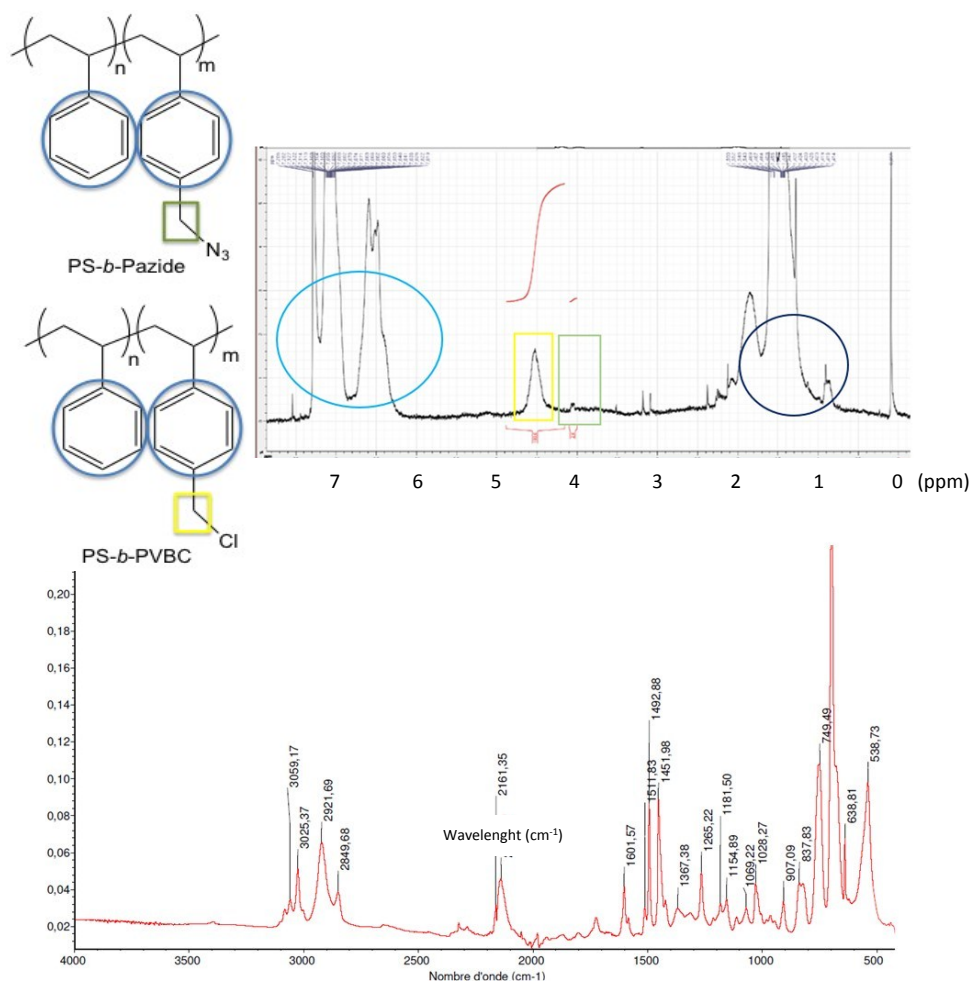 n
m
N3
PS-b-Pazide
n
m
Cl
PS-b-PVBC
7 6 5 4 3 2 1 0 (ppm)
0,20
0,18
0,16
0,14
0,12
0,10
0,08
0,06
0,04
0,02
3059,17
3025,37
2921,69
2849,68
2161,35
Wavelenght (cm-1)
1601,57
1511,83
1492,88
1451,98
1367,38
1265,22
1181,50
1154,89
1069,22
1028,27
907,09
837,83
749,49
638,81
538,73
4000 3500 3000 2500 2000 1500 1000 500
Nombre d'onde (cm-1)